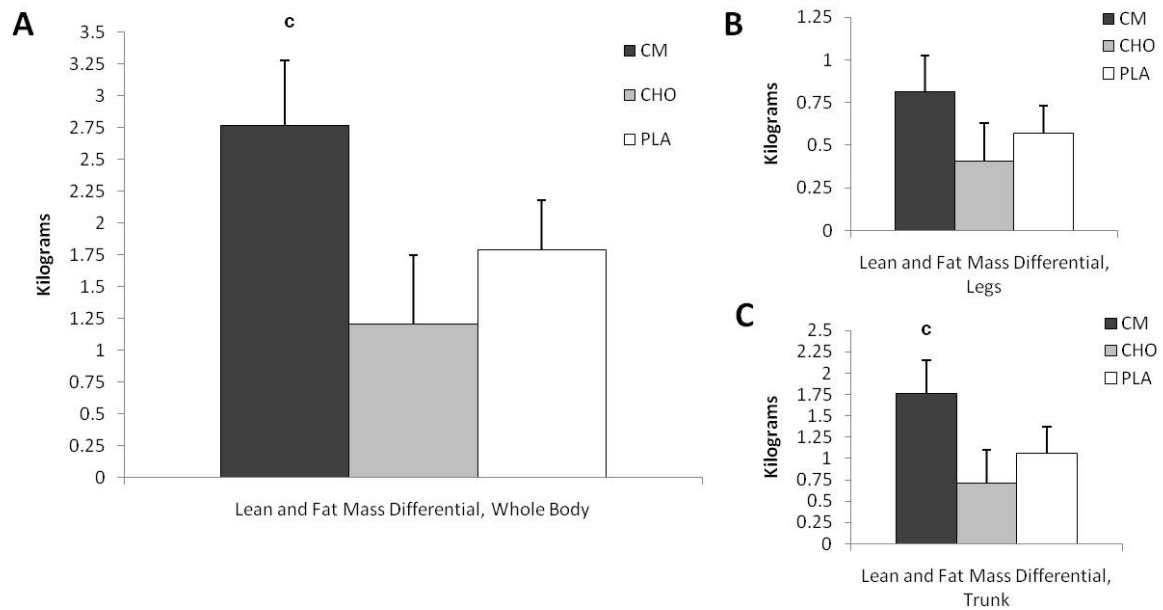 A
c
Kilograms
3.5
3.25
3
2.75
2.5
2.25
2
1.75
1.5
1.25
1
0.75
0.5
0.25
0
CM
CHO
PLA
Lean and Fat Mass Differential, Whole Body
B
Kilograms
1.25
1
0.75
0.5
0.25
0
CM
CHO
PLA
Lean and Fat Mass Differential,
Legs
C
c
Kilograms
2.5
2.25
2
1.75
1.5
1.25
1
0.75
0.5
0.25
0
CM
CHO
PLA
Lean and Fat Mass Differential,
Trunk